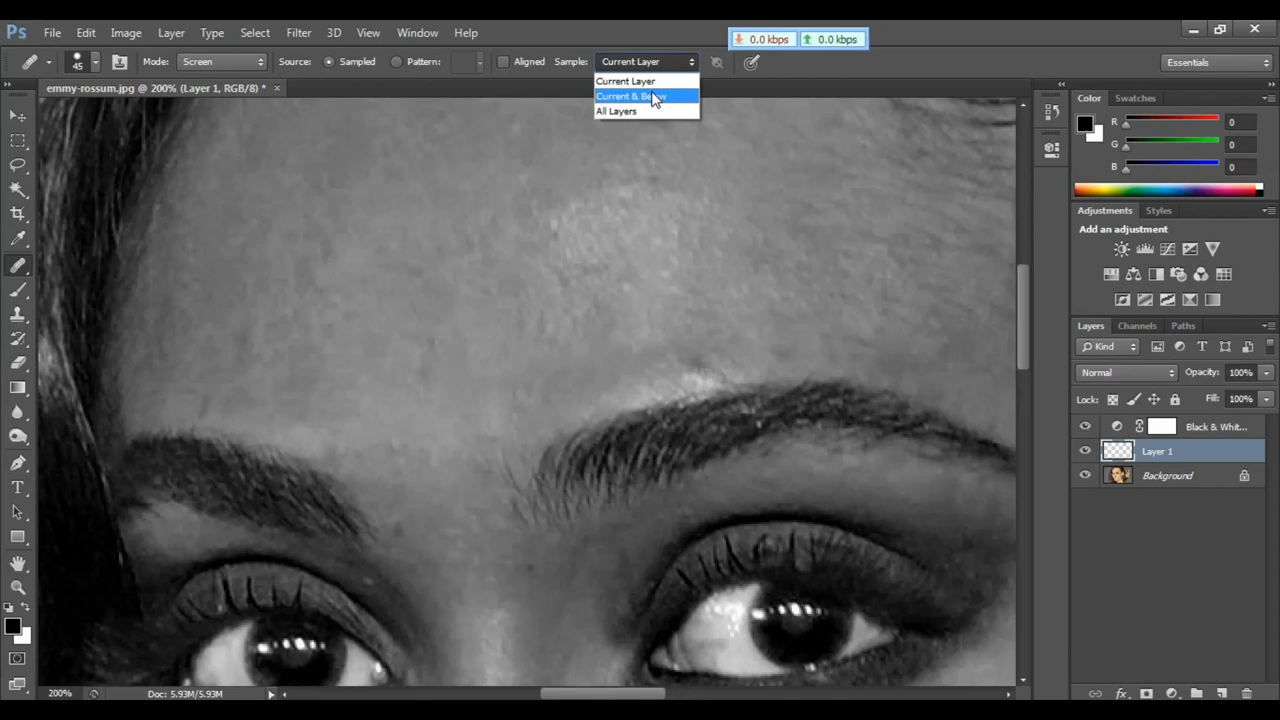 Ps File Edit Image Layer Type Select Filter 3D View Window Help
0.0 kbps 0.0 kbps
45 Mode: Screen Source: Sampled Pattern: Aligned Sample: Current Layer Essentials
Current Layer
Current & Below
All Layers
emmy-rossum.jpg @ 200% (Layer 1, RGB/8) * ×
Color Swatches
R 0
G 0
B 0
Adjustments Styles
Add an adjustment
Layers Channels Paths
Kind
Normal Opacity: 100%
Lock: Fill: 100%
Black & Whit...
Layer 1
Background
200% Doc: 5.93M/5.93M